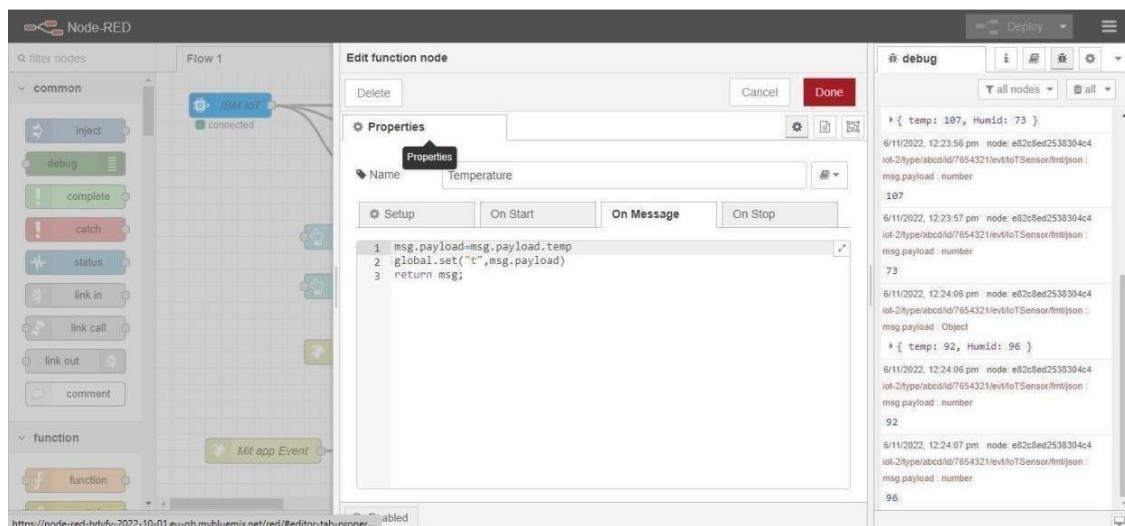 Node-RED
Deploy
filter nodes
Flow 1
Edit function node
debug
i
common
Delete
Cancel
Done
all nodes
all
inject
IBM IoT
connected
Properties
Properties
{ temp: 107, Humid: 73 }
6/11/2022, 12:23:56 pm node: e82c8ed2538304c4
iot-2/type/abcd/id/7654321/evt/IoTSensor/fmt/json :
msg.payload : number
107
debug
Name
Temperature
complete
Setup
On Start
On Message
On Stop
6/11/2022, 12:23:57 pm node: e82c8ed2538304c4
iot-2/type/abcd/id/7654321/evt/IoTSensor/fmt/json :
msg.payload : number
73
catch
1 msg.payload=msg.payload.temp
2 global.set("t",msg.payload)
3 return msg;
status
link in
6/11/2022, 12:24:06 pm node: e82c8ed2538304c4
iot-2/type/abcd/id/7654321/evt/IoTSensor/fmt/json :
msg.payload : Object
{ temp: 92, Humid: 96 }
link call
link out
6/11/2022, 12:24:06 pm node: e82c8ed2538304c4
iot-2/type/abcd/id/7654321/evt/IoTSensor/fmt/json :
msg.payload : number
92
comment
function
Mit app Event
6/11/2022, 12:24:07 pm node: e82c8ed2538304c4
iot-2/type/abcd/id/7654321/evt/IoTSensor/fmt/json :
msg.payload : number
96
f function